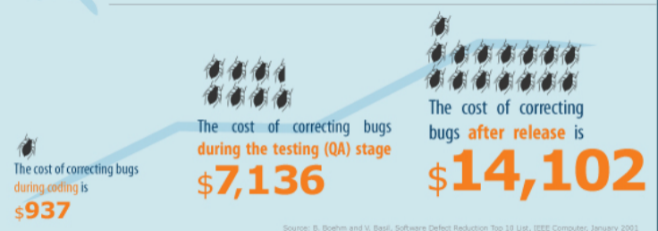 The cost of correcting bugs
during coding is
$937
The cost of correcting bugs
during the testing (QA) stage
$7,136
The cost of correcting
bugs after release is
$14,102
Source: B. Boehm and V. Basil, Software Defect Reduction Top 10 List, IEEE Computer, January 2001